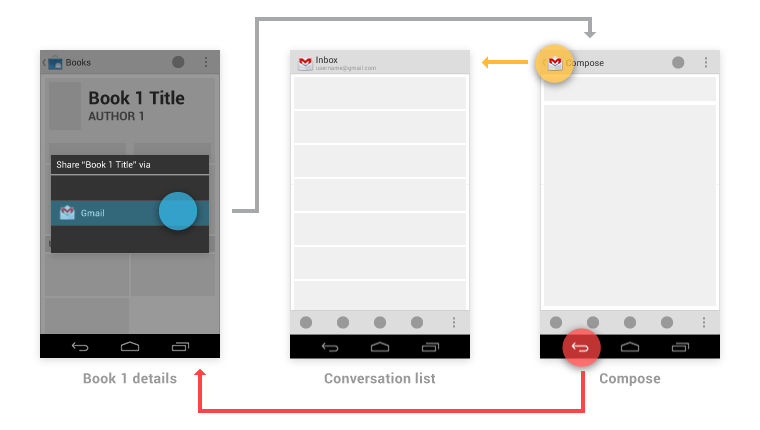 Books
Book 1 Title
AUTHOR 1
Share “Book 1 Title” via
Gmail
Book 1 details
Inbox
username@gmail.com
Conversation list
Compose
Compose